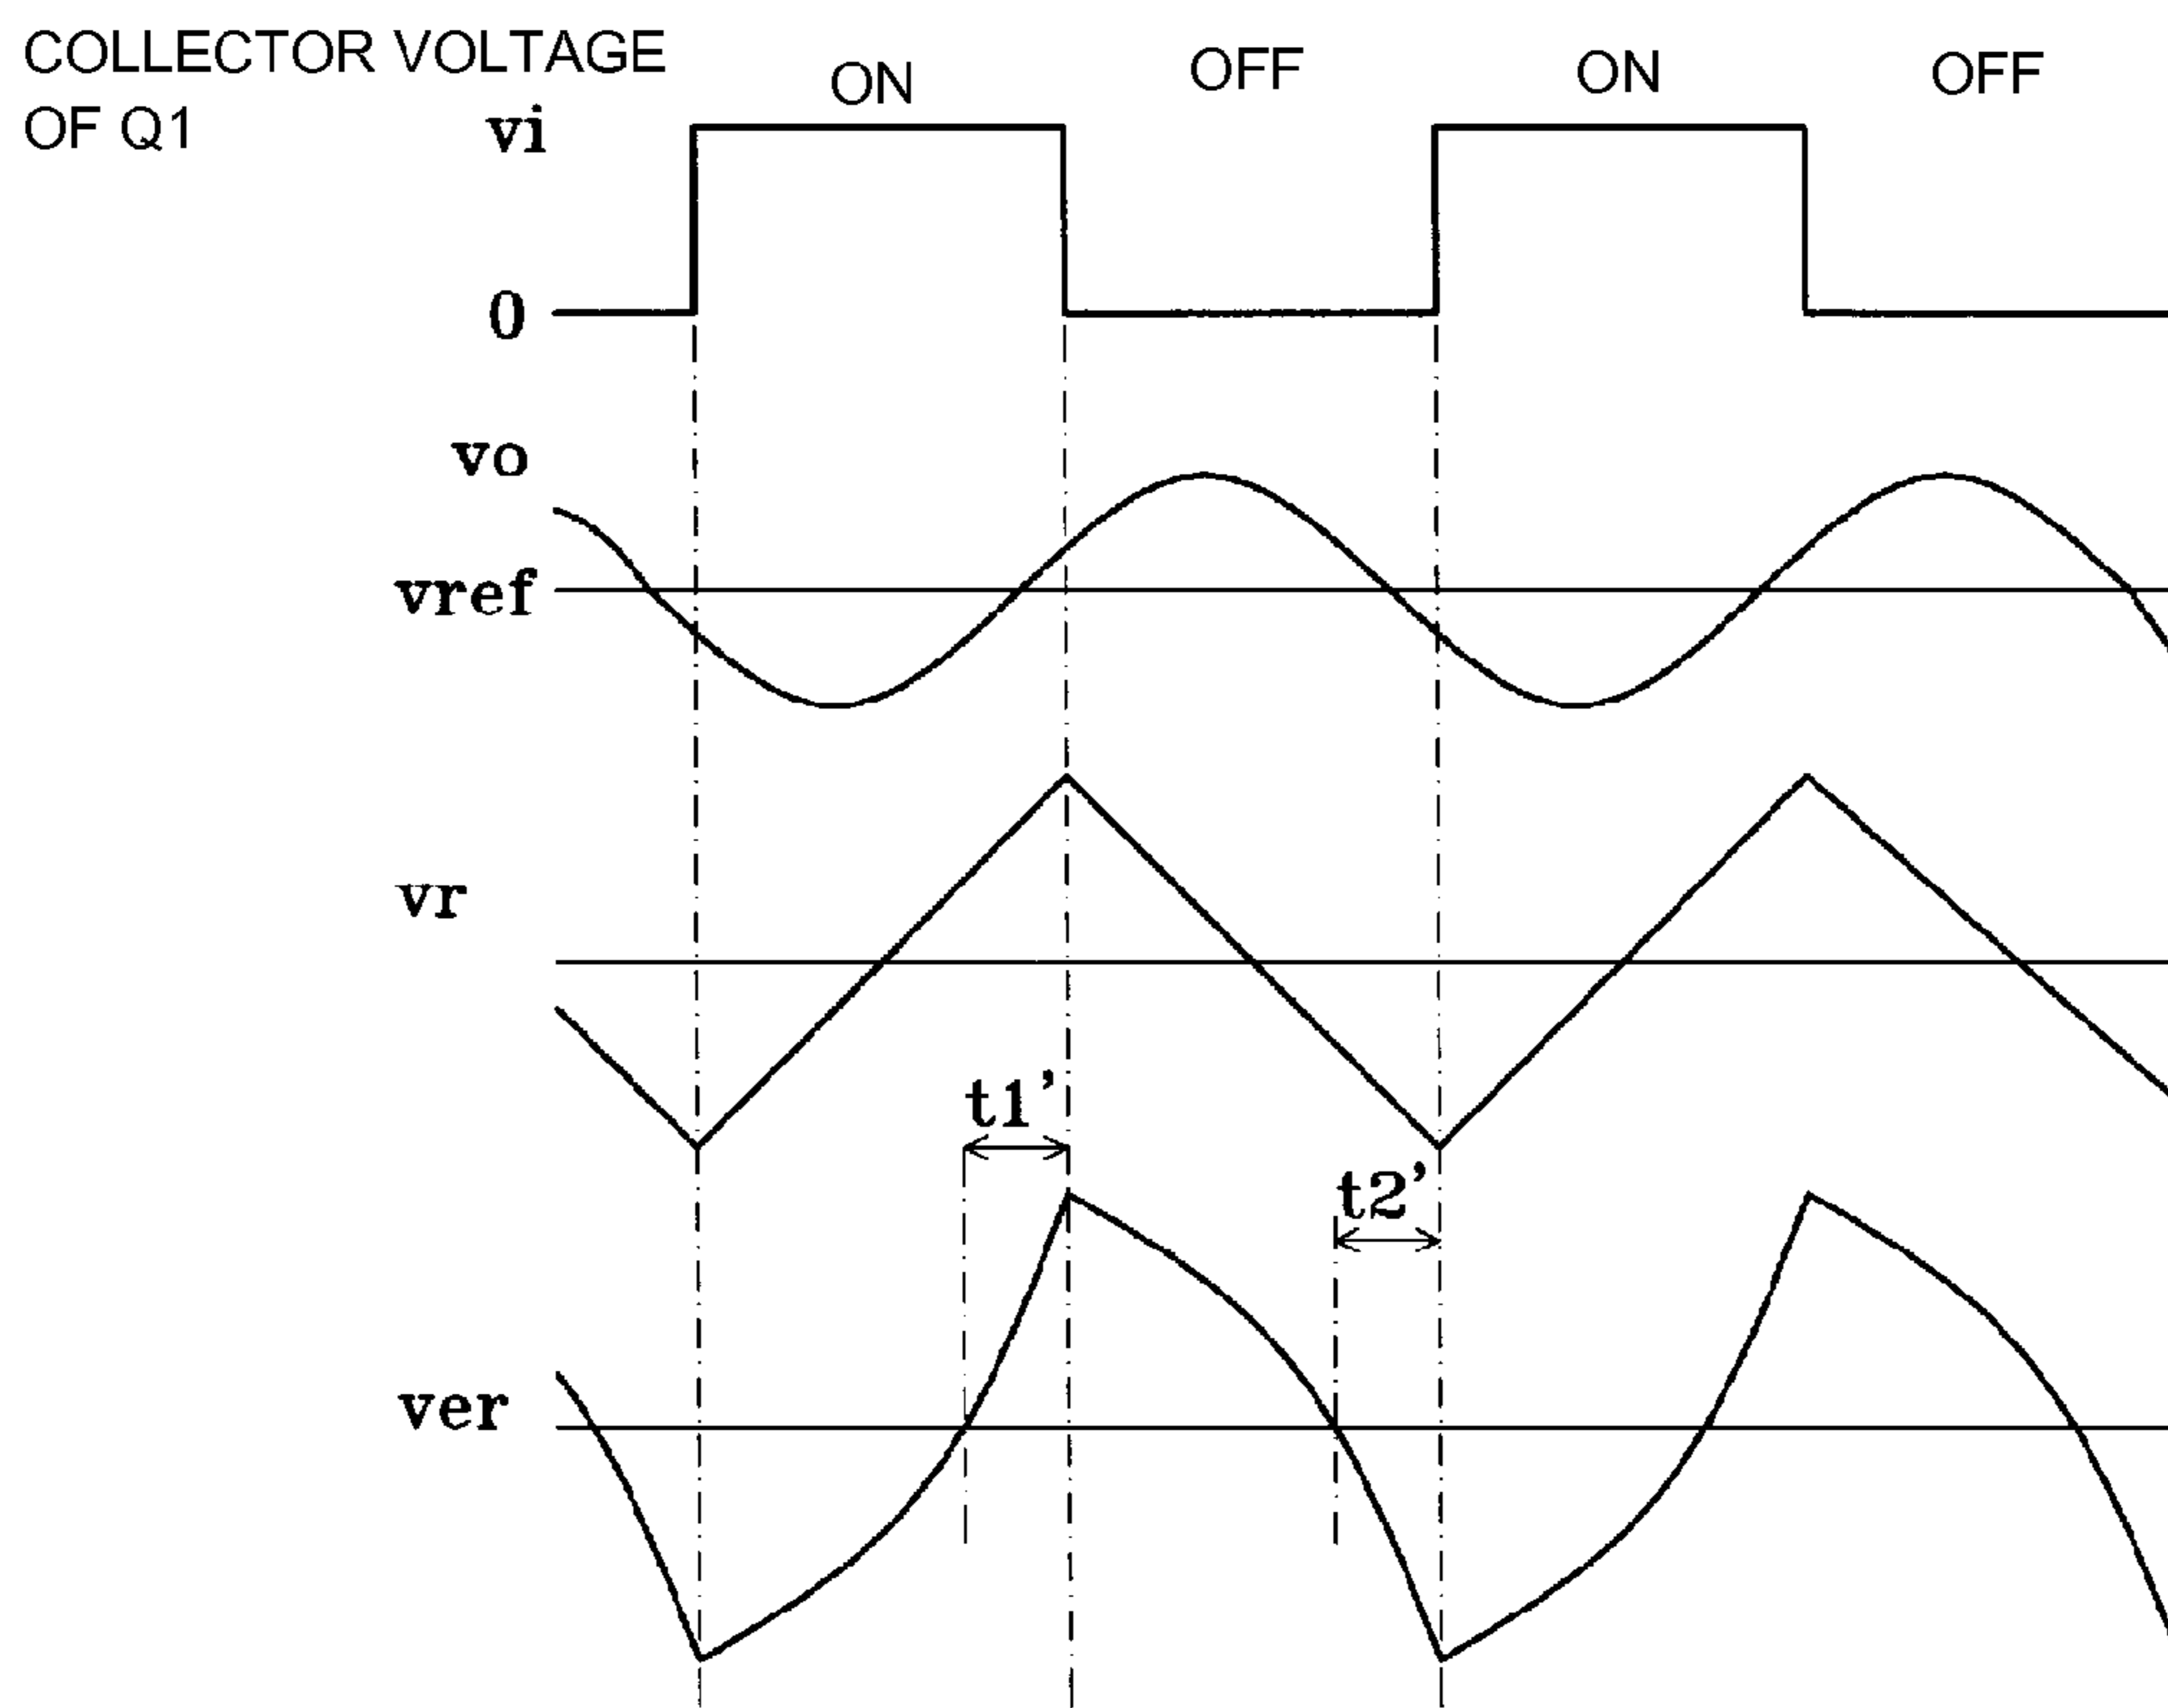 COLLECTOR VOLTAGE
OF Q1
vi
ON
OFF
ON
OFF
0
vo
vref
vr
t1’
t2’
ver